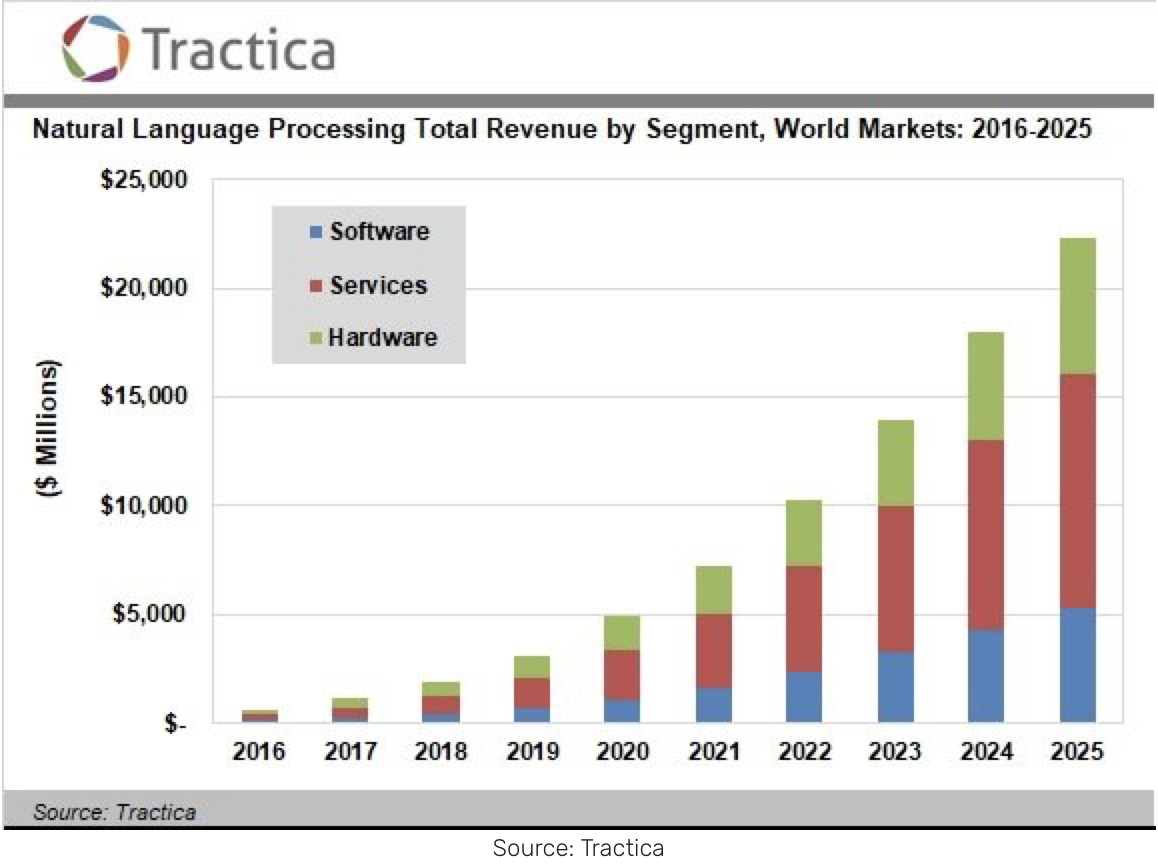 Tractica
Natural Language Processing Total Revenue by Segment, World Markets: 2016-2025
$25,000
$20,000
$15,000
$10,000
$5,000
$-
($ Millions)
Software
Services
Hardware
2016 2017 2018 2019 2020 2021 2022 2023 2024 2025
Source: Tractica
Source: Tractica